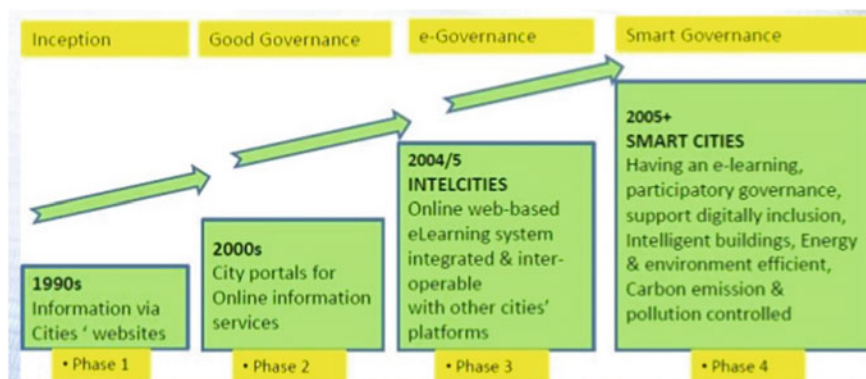 Inception
Good Governance
e-Governance
Smart Governance
1990s
Information via
Cities ‘ websites
2000s
City portals for
Online information
services
2004/5
INTELCITIES
Online web-based
eLearning system
integrated & inter-
operable
with other cities’
platforms
2005+
SMART CITIES
Having an e-learning,
participatory governance,
support digitally inclusion,
Intelligent buildings, Energy
& environment efficient,
Carbon emission &
pollution controlled
• Phase 1
• Phase 2
• Phase 3
• Phase 4